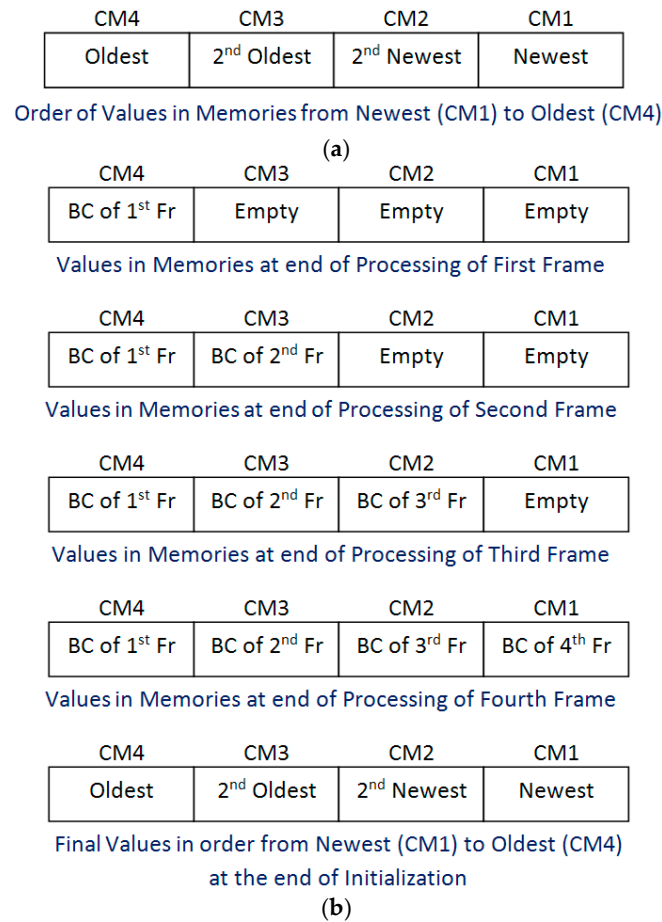 CM4 CM3 CM2 CM1
Oldest 2nd Oldest 2nd Newest Newest
Order of Values in Memories from Newest (CM1) to Oldest (CM4)
(a)
CM4 CM3 CM2 CM1
BC of 1st Fr Empty Empty Empty
Values in Memories at end of Processing of First Frame
CM4 CM3 CM2 CM1
BC of 1st Fr BC of 2nd Fr Empty Empty
Values in Memories at end of Processing of Second Frame
CM4 CM3 CM2 CM1
BC of 1st Fr BC of 2nd Fr BC of 3rd Fr Empty
Values in Memories at end of Processing of Third Frame
CM4 CM3 CM2 CM1
BC of 1st Fr BC of 2nd Fr BC of 3rd Fr BC of 4th Fr
Values in Memories at end of Processing of Fourth Frame
CM4 CM3 CM2 CM1
Oldest 2nd Oldest 2nd Newest Newest
Final Values in order from Newest (CM1) to Oldest (CM4)
at the end of Initialization
(b)